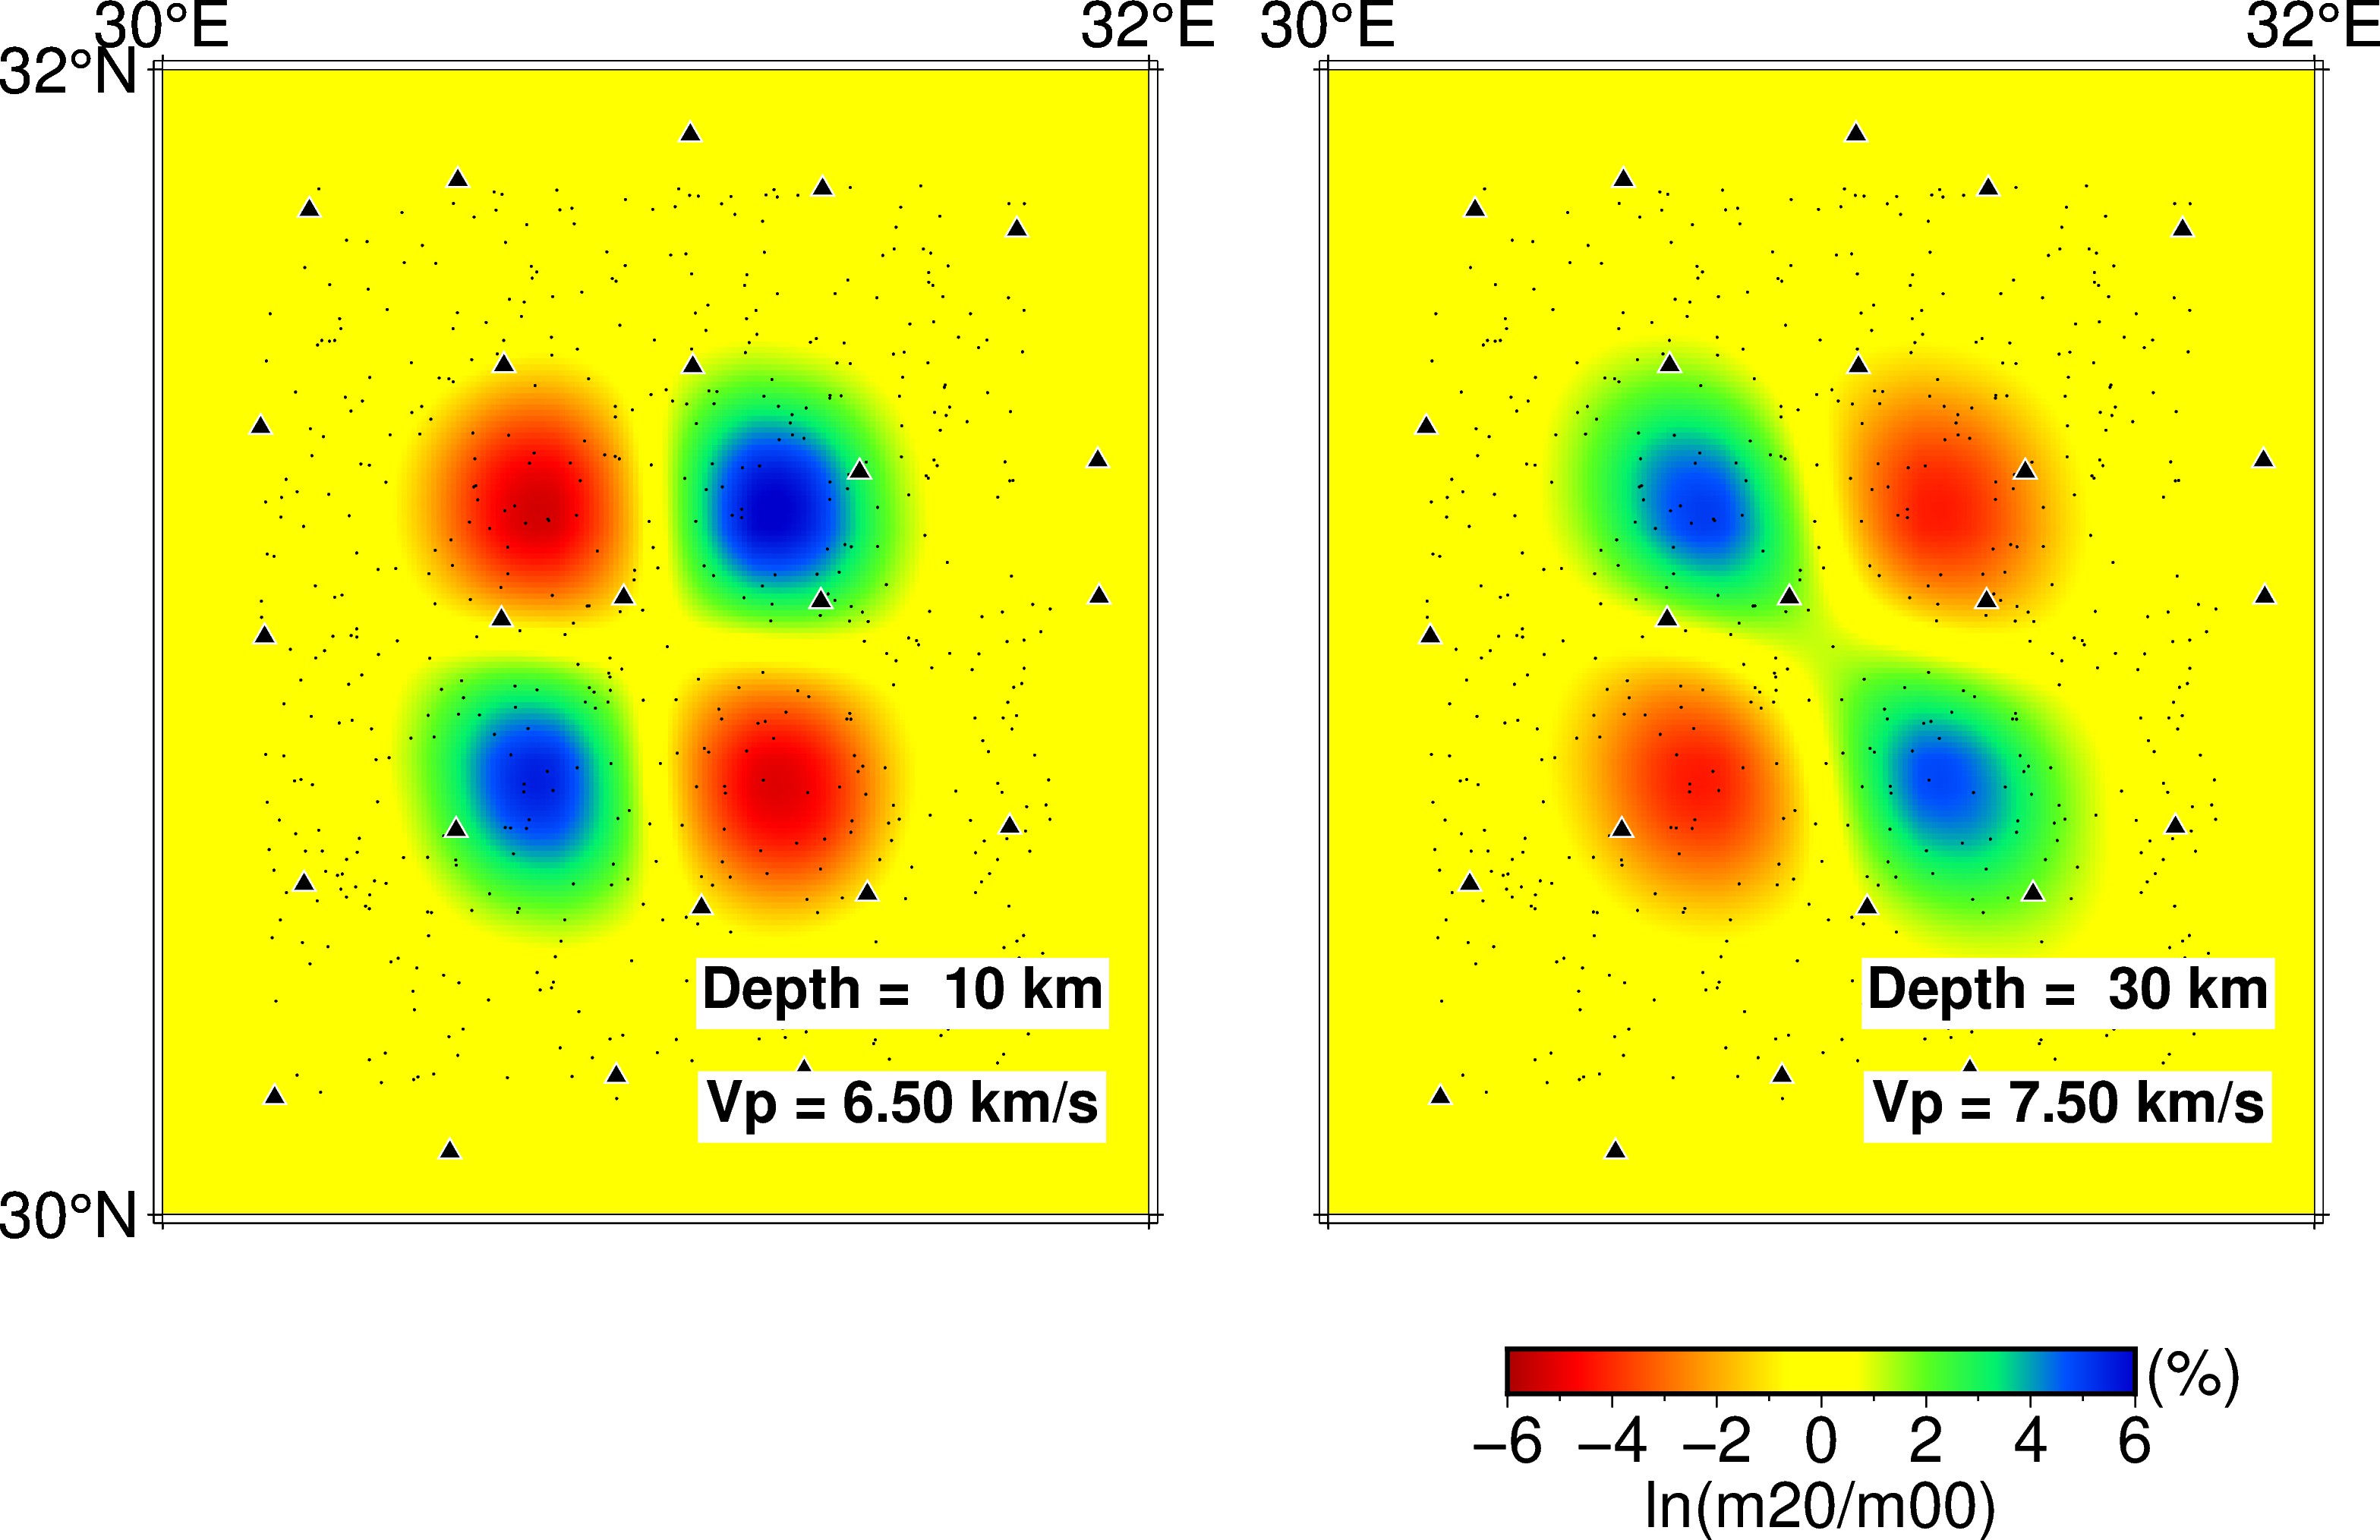 30°E
32°E
30°E
32°E
32°N
Depth = 10 km
Vp = 6.50 km/s
Depth = 30 km
Vp = 7.50 km/s
30°N
(%)
−6 −4 −2 0 2 4 6
ln(m20/m00)